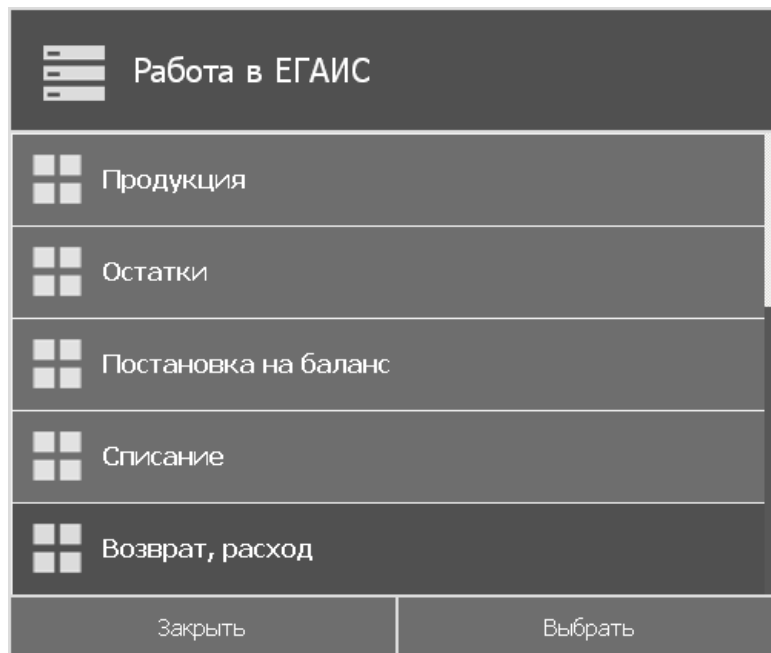 Работа в ЕГАИС
Продукция
Остатки
Постановка на баланс
Списание
Возврат, расход
Закрыть
Выбрать